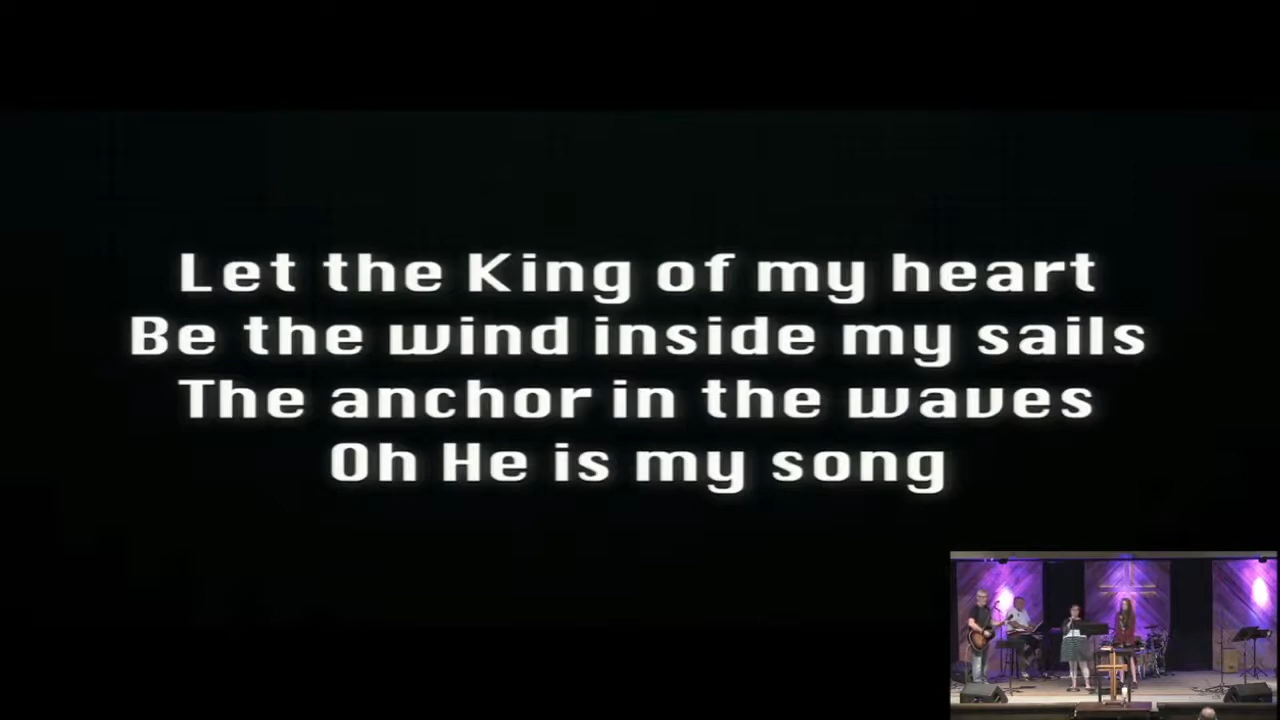 Let the King of my heart
Be the wind inside my sails
The anchor in the waves
Oh He is my song